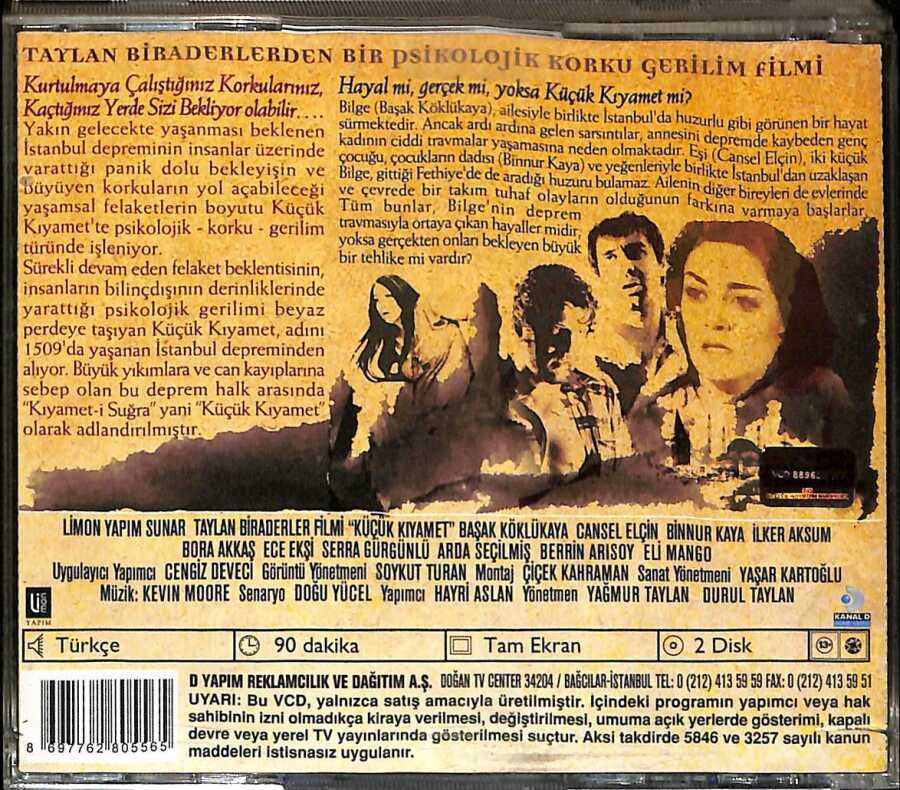 TAYLAN BİRADERLERDEN BİR PSİKOLOJİK KORKU GERİLİM FİLMİ
Kurtulmaya Çalıştığınız Korkularınız,
Kaçtığınız Yerde Sizi Bekliyor olabilir....
Yakın gelecekte yaşanması beklenen
İstanbul depreminin insanlar üzerinde
yarattığı panik dolu bekleyişin ve
büyüyen korkuların yol açabileceği
yaşamsal felaketlerin boyutu Küçük
Kıyamet'te psikolojik - korku - gerilim
türünde işleniyor.
Sürekli devam eden felaket beklentisinin,
insanların bilinçdışının derinliklerinde
yarattığı psikolojik gerilimi beyaz
perdeye taşıyan Küçük Kıyamet, adını
1509'da yaşanan İstanbul depreminden
alıyor. Büyük yıkımlara ve can kayıplarına
sebep olan bu deprem halk arasında
"Kıyamet-i Suğra" yani "Küçük Kıyamet"
olarak adlandırılmıştır.
Hayal mi, gerçek mi, yoksa Küçük Kıyamet mi?
Bilge (Başak Köklükaya), ailesiyle birlikte İstanbul'da huzurlu gibi görünen bir hayat
sürmektedir. Ancak ardı ardına gelen sarsıntılar, annesini depremde kaybeden genç
kadının ciddi travmalar yaşamasına neden olmaktadır. Eşi (Cansel Elçin), iki küçük
çocuğu, çocukların dadısı (Binnur Kaya) ve yeğenleriyle birlikte İstanbul'dan uzaklaşan
Bilge, gittiği Fethiye'de de aradığı huzuru bulamaz. Ailenin diğer bireyleri de evlerinde
ve çevrede bir takım tuhaf olayların olduğunun farkına varmaya başlarlar,
Tüm bunlar, Bilge'nin deprem
travmasıyla ortaya çıkan hayaller midir,
yoksa gerçekten onları bekleyen büyük
bir tehlike mi vardır?
LİMON YAPIM SUNAR TAYLAN BİRADERLER FİLMİ "KÜÇÜK KIYAMET" BAŞAK KÖKLÜKAYA CANSEL ELÇİN BİNNUR KAYA İLKER AKSUM
BORA AKKAŞ ECE EKŞİ SERRA GÜRGÜNLÜ ARDA SEÇİLMİŞ BERRİN ARISOY ELI MANGO
Uygulayıcı Yapımcı CENGİZ DEVECİ Görüntü Yönetmeni SOYKUT TURAN Montaj ÇİÇEK KAHRAMAN Sanat Yönetmeni YAŞAR KARTOĞLU
Müzik: KEVIN MOORE Senaryo DOĞU YÜCEL Yapımcı HAYRİ ASLAN Yönetmen YAĞMUR TAYLAN DURUL TAYLAN
YAPIM
KANAL D
Türkçe 90 dakika Tam Ekran 2 Disk
D YAPIM REKLAMCILIK VE DAĞITIM A.Ş. DOĞAN TV CENTER 34204 / BAĞCILAR-İSTANBUL TEL: 0 (212) 413 59 59 FAX: 0 (212) 413 59 51
UYARI: Bu VCD, yalnızca satış amacıyla üretilmiştir. İçindeki programın yapımcı veya hak
sahibinin izni olmadıkça kiraya verilmesi, değiştirilmesi, umuma açık yerlerde gösterimi, kapalı
devre veya yerel TV yayınlarında gösterilmesi suçtur. Aksi takdirde 5846 ve 3257 sayılı kanun
maddeleri istisnasız uygulanır.
8 697762 805565